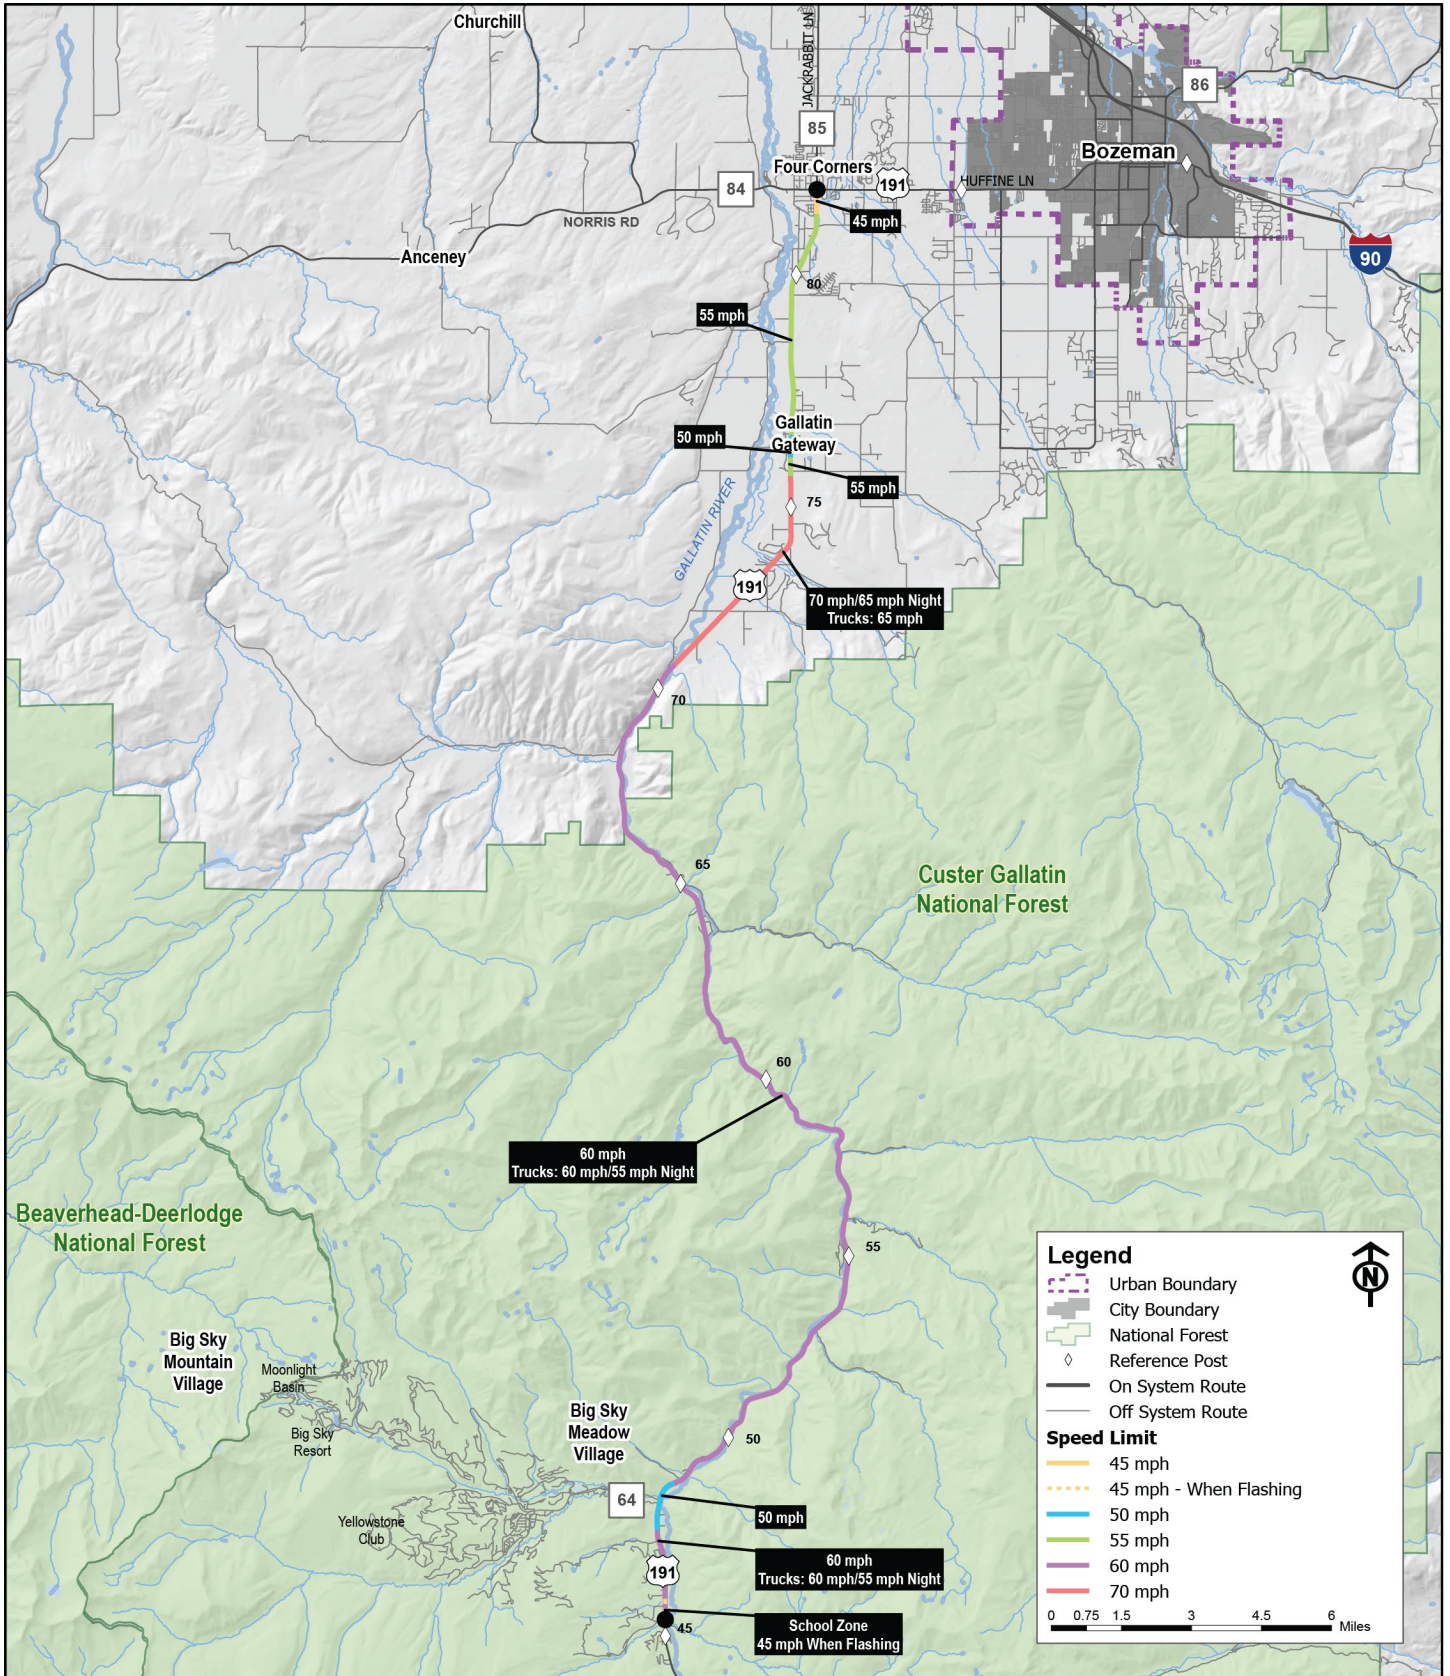 Churchill
JACKRABBIT LN
86
85
Four Corners
Bozeman
84
191
HUFFINE LN
NORRIS RD
45 mph
Anceney
90
80
55 mph
Gallatin
Gateway
50 mph
55 mph
75
GALLATIN RIVER
191
70 mph/65 mph Night
Trucks: 65 mph
70
65
Custer Gallatin
National Forest
60
60 mph
Trucks: 60 mph/55 mph Night
Beaverhead-Deerlodge
National Forest
55
Big Sky
Mountain
Village
Moonlight
Basin
Big Sky
Resort
Big Sky
Meadow
Village
50
64
50 mph
Yellowstone
Club
60 mph
Trucks: 60 mph/55 mph Night
191
School Zone
45 mph When Flashing
45
Legend
N
Urban Boundary
City Boundary
National Forest
Reference Post
On System Route
Off System Route
Speed Limit
45 mph
45 mph - When Flashing
50 mph
55 mph
60 mph
70 mph
0 0.75 1.5 3 4.5 6 Miles